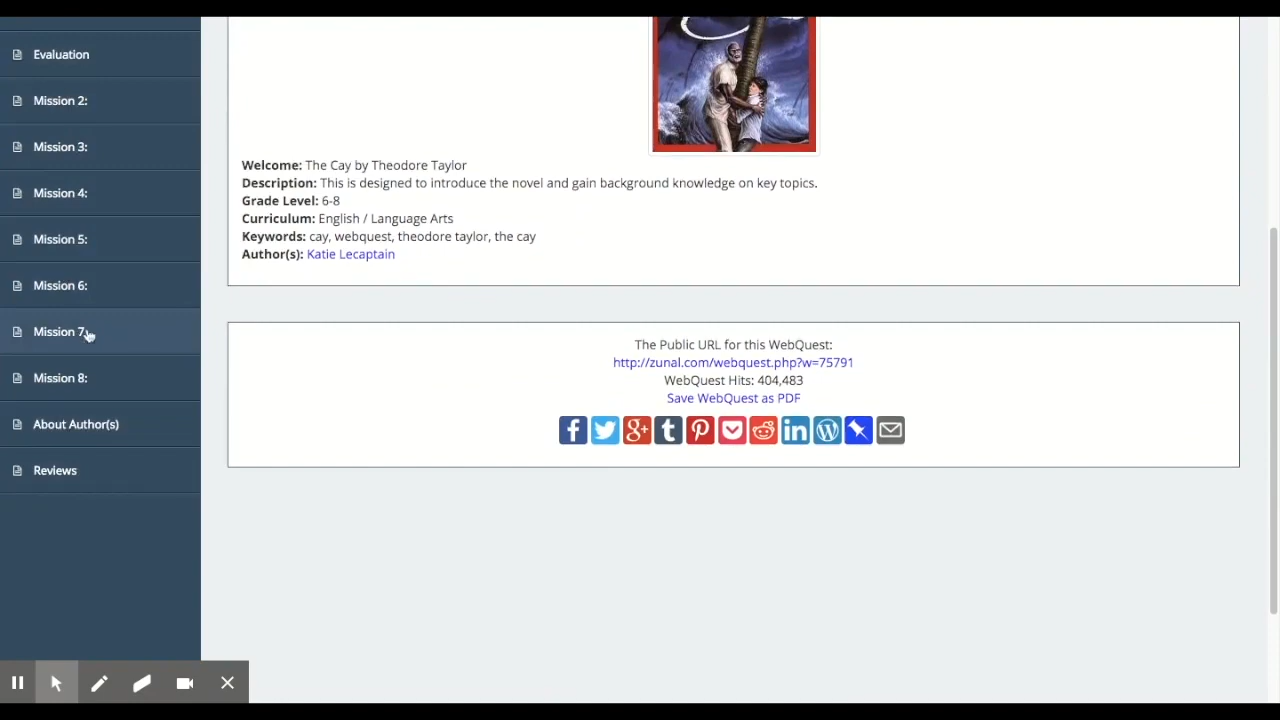 Evaluation
Mission 2:
Mission 3:
Mission 4:
Mission 5:
Mission 6:
Mission 7
Mission 8:
About Author(s)
Reviews
Welcome: The Cay by Theodore Taylor
Description: This is designed to introduce the novel and gain background knowledge on key topics.
Grade Level: 6-8
Curriculum: English / Language Arts
Keywords: cay, webquest, theodore taylor, the cay
Author(s): Katie Lecaptain
The Public URL for this WebQuest:
http://zunal.com/webquest.php?w=75791
WebQuest Hits: 404,483
Save WebQuest as PDF